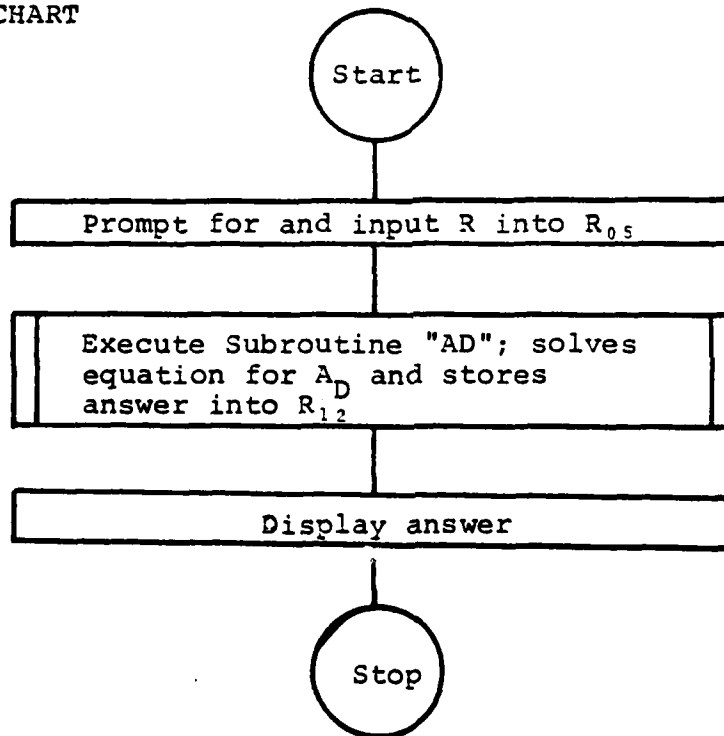 CHART
Start
Prompt for and input R into R₀₅
Execute Subroutine "AD"; solves
equation for A_D and stores
answer into R₁₂
Display answer
Stop